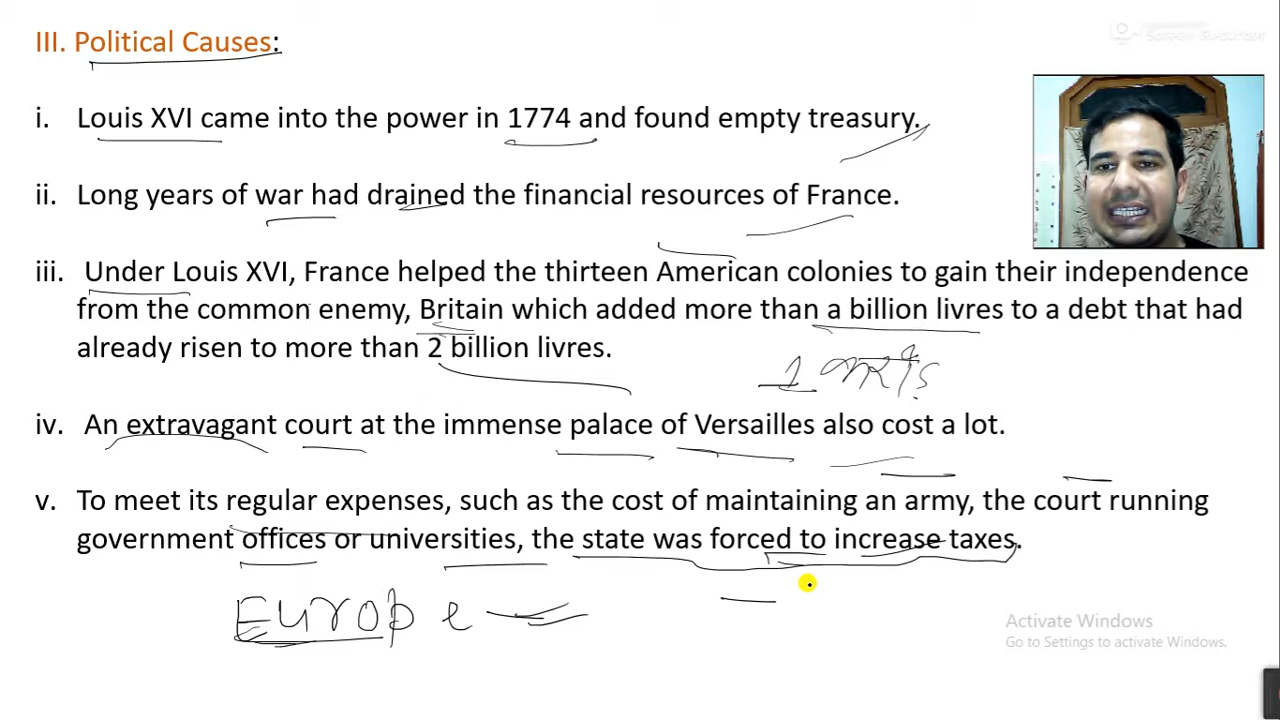 III. Political Causes:
i. Louis XVI came into the power in 1774 and found empty treasury.
ii. Long years of war had drained the financial resources of France.
iii. Under Louis XVI, France helped the thirteen American colonies to gain their independence
from the common enemy, Britain which added more than a billion livres to a debt that had
already risen to more than 2 billion livres.
1
iv. An extravagant court at the immense palace of Versailles also cost a lot.
v. To meet its regular expenses, such as the cost of maintaining an army, the court running
government offices or universities, the state was forced to increase taxes.
Europe
Activate Windows
Go to Settings to activate Windows.